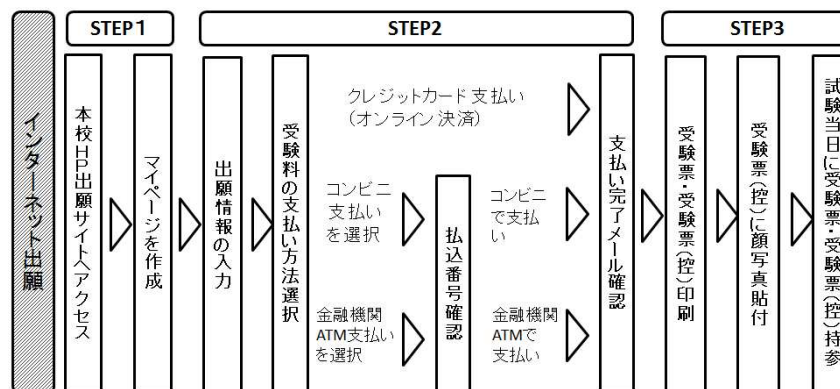 インターネット出願
STEP1
本校HP出願サイトへアクセス
マイページを作成
STEP2
出願情報の入力
受験料の支払い方法選択
クレジットカード支払い
(オンライン決済)
コンビニ
支払い
を選択
金融機関
ATM支払い
を選択
払込番号確認
コンビニ
で支払
い
金融機関
ATMで
支払い
支払い完了メール確認
STEP3
受験票・受験票(控)印刷
受験票(控)に顔写真貼付
試験当日に受験票・受験票(控)持参